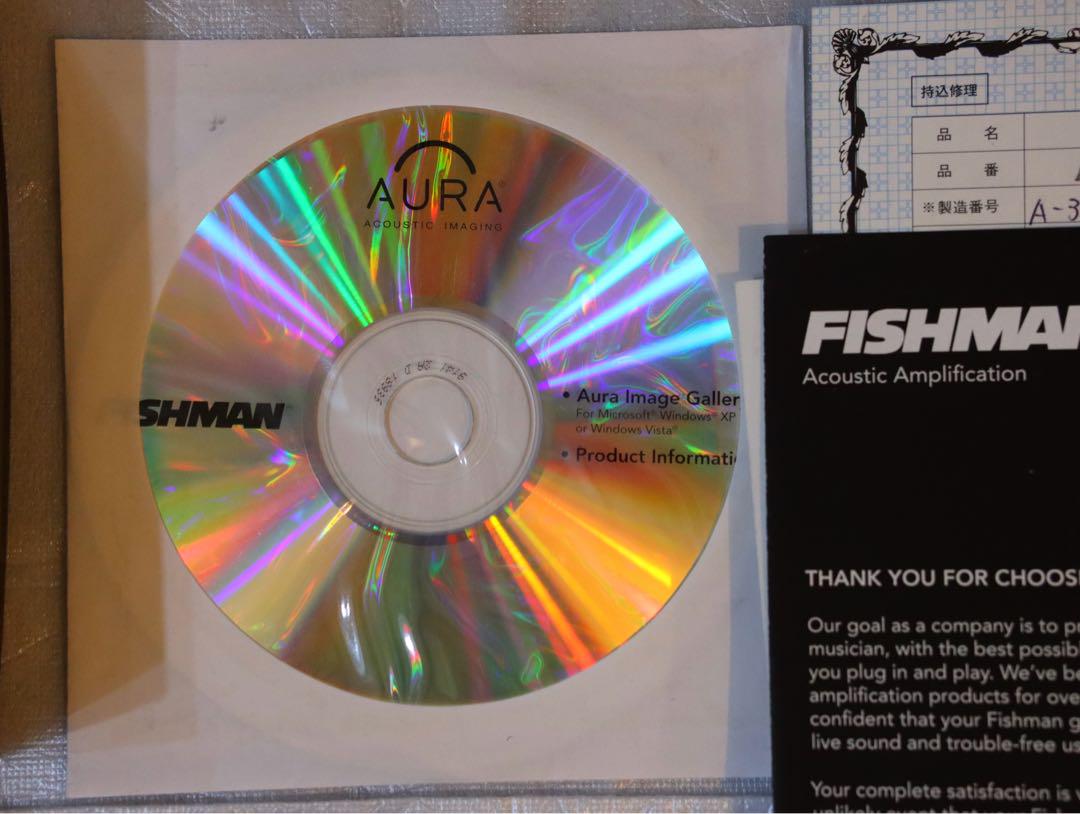 AURA®
ACOUSTIC IMAGING
SHMAN
• Aura Image Galler
For Microsoft® Windows® XP
or Windows Vista®
• Product Informati
持込修理
品 名
品 番
※製造番号
A-3
FISHMAN
Acoustic Amplification
THANK YOU FOR CHOOS
Our goal as a company is to pr
musician, with the best possib
you plug in and play. We've be
amplification products for ove
confident that your Fishman g
live sound and trouble-free us
Your complete satisfaction is